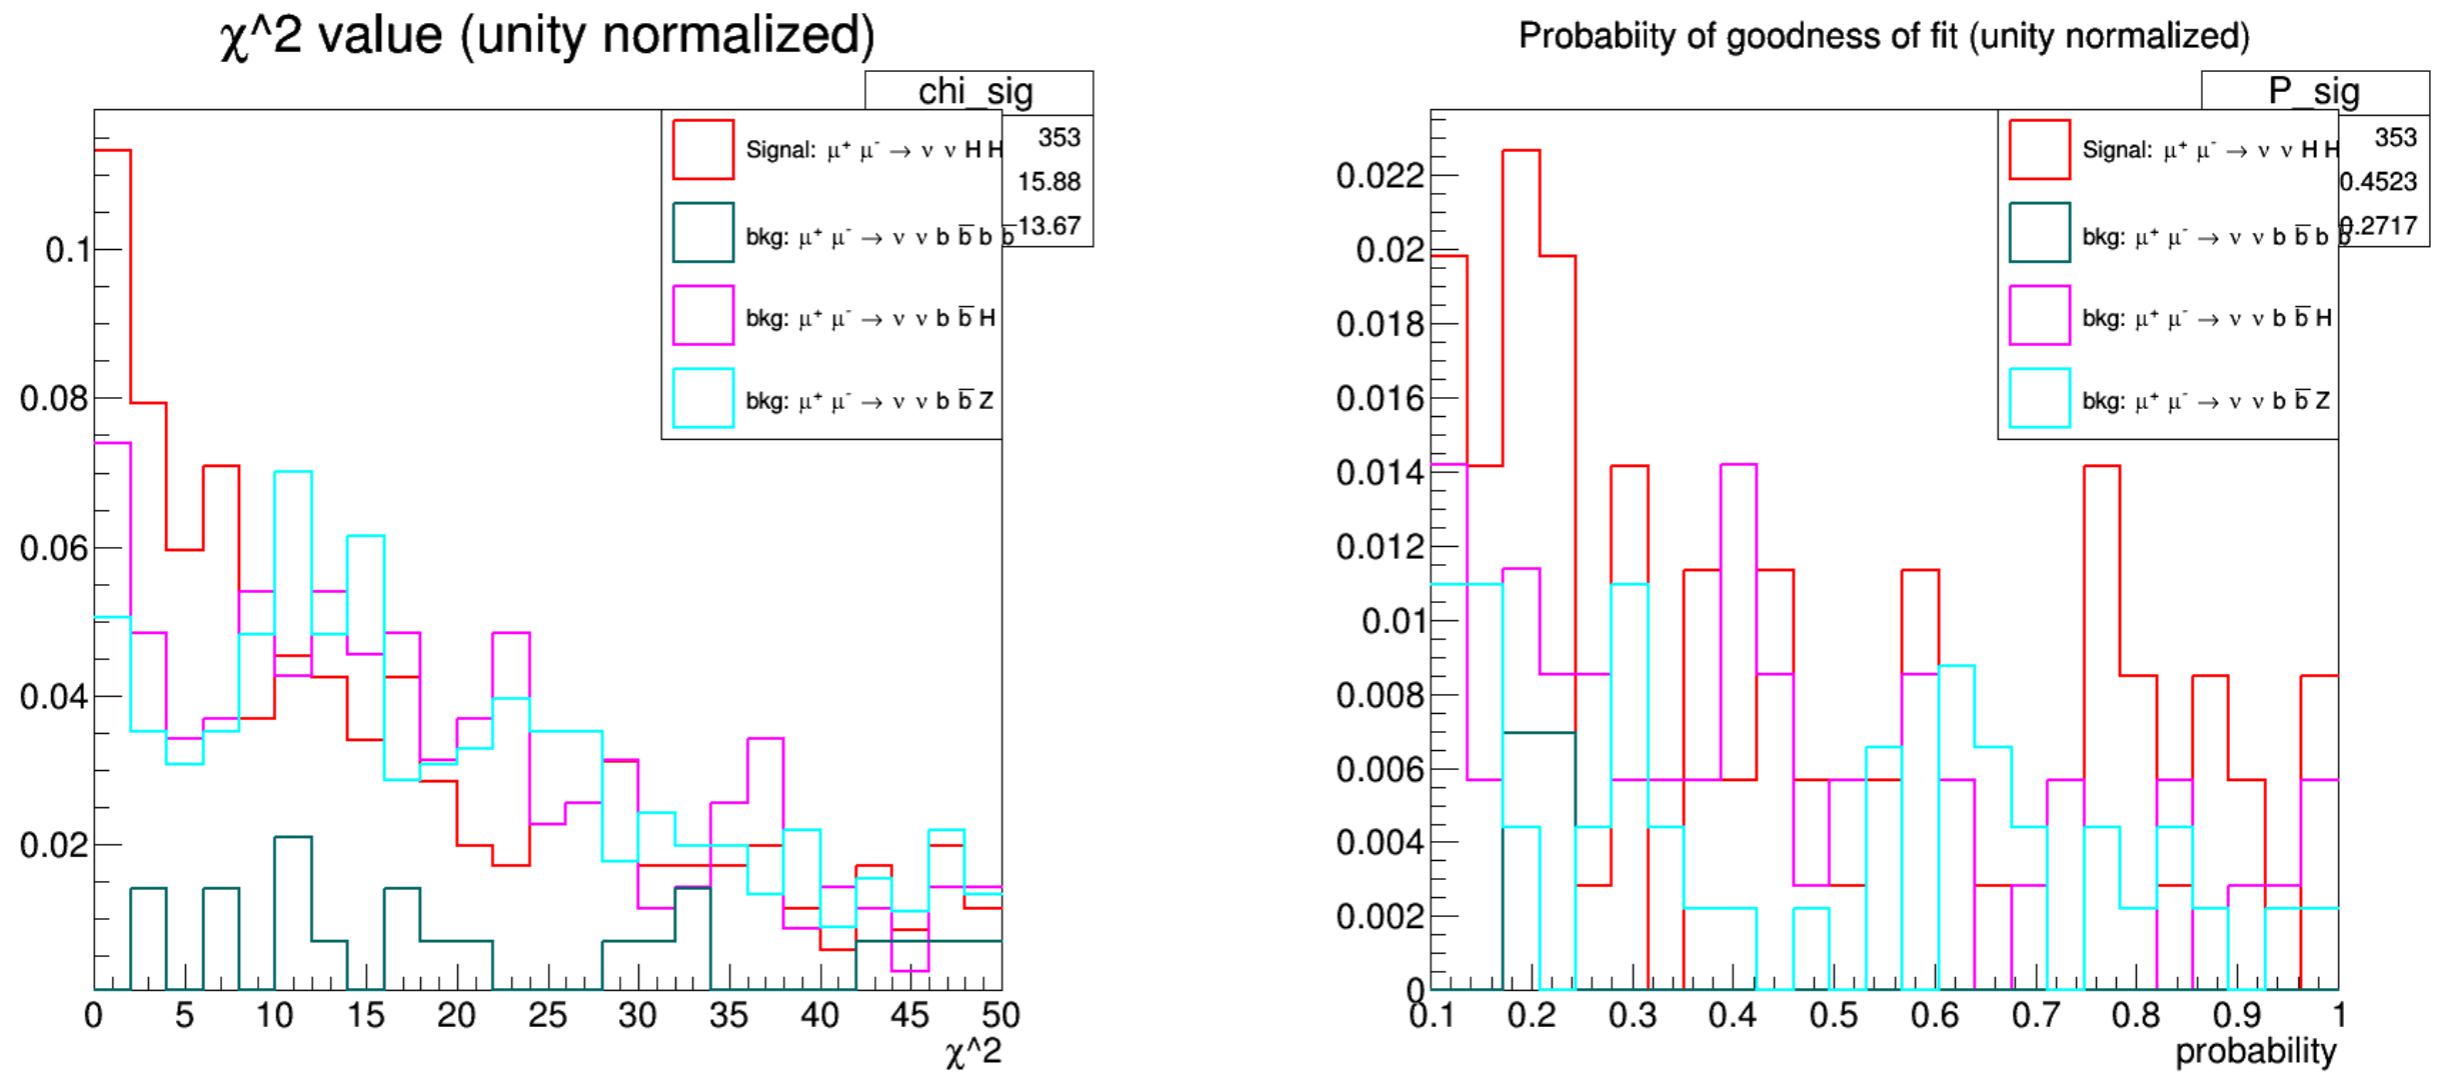 χ^2 value (unity normalized)
chi_sig
353
15.88
13.67
Signal: μ⁺ μ⁻ → ν ν H H
bkg: μ⁺ μ⁻ → ν ν b b̅ b b̅
bkg: μ⁺ μ⁻ → ν ν b b̅ H
bkg: μ⁺ μ⁻ → ν ν b b̅ Z
0.1
0.08
0.06
0.04
0.02
0 5 10 15 20 25 30 35 40 45 50
χ^2
Probabiity of goodness of fit (unity normalized)
P_sig
353
0.4523
0.2717
Signal: μ⁺ μ⁻ → ν ν H H
bkg: μ⁺ μ⁻ → ν ν b b̅ b b̅
bkg: μ⁺ μ⁻ → ν ν b b̅ H
bkg: μ⁺ μ⁻ → ν ν b b̅ Z
0.022
0.02
0.018
0.016
0.014
0.012
0.01
0.008
0.006
0.004
0.002
0
0.1 0.2 0.3 0.4 0.5 0.6 0.7 0.8 0.9 1
probability